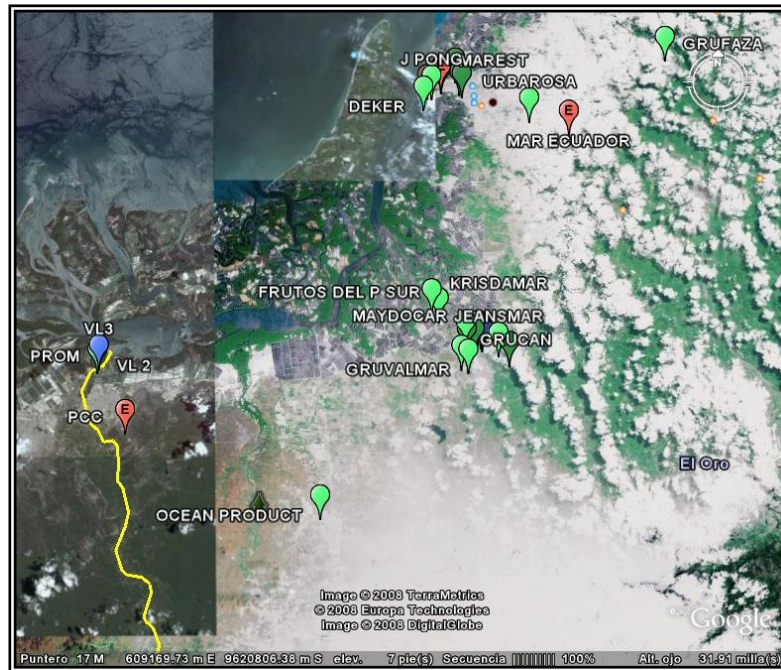 GRUFAZA
N
J PONG MAREST
URBAROSA
DEKER
E
MAR ECUADOR
KRISDAMAR
FRUTOS DEL P SUR
MAYDOCAR JEANSMAR
VL3
GRUCAN
PROM
VL 2
GRUVALMAR
PCC
E
El Oro
OCEAN PRODUCT
Image © 2008 TerraMetrics
© 2008 Europa Technologies
Image © 2008 DigitalGlobe
Google
Puntero 17 M 609169.73 m E 9620806.38 m S elev. 7 pie(s) Secuencia 100% Alt. ojo 31.91 milla(s)